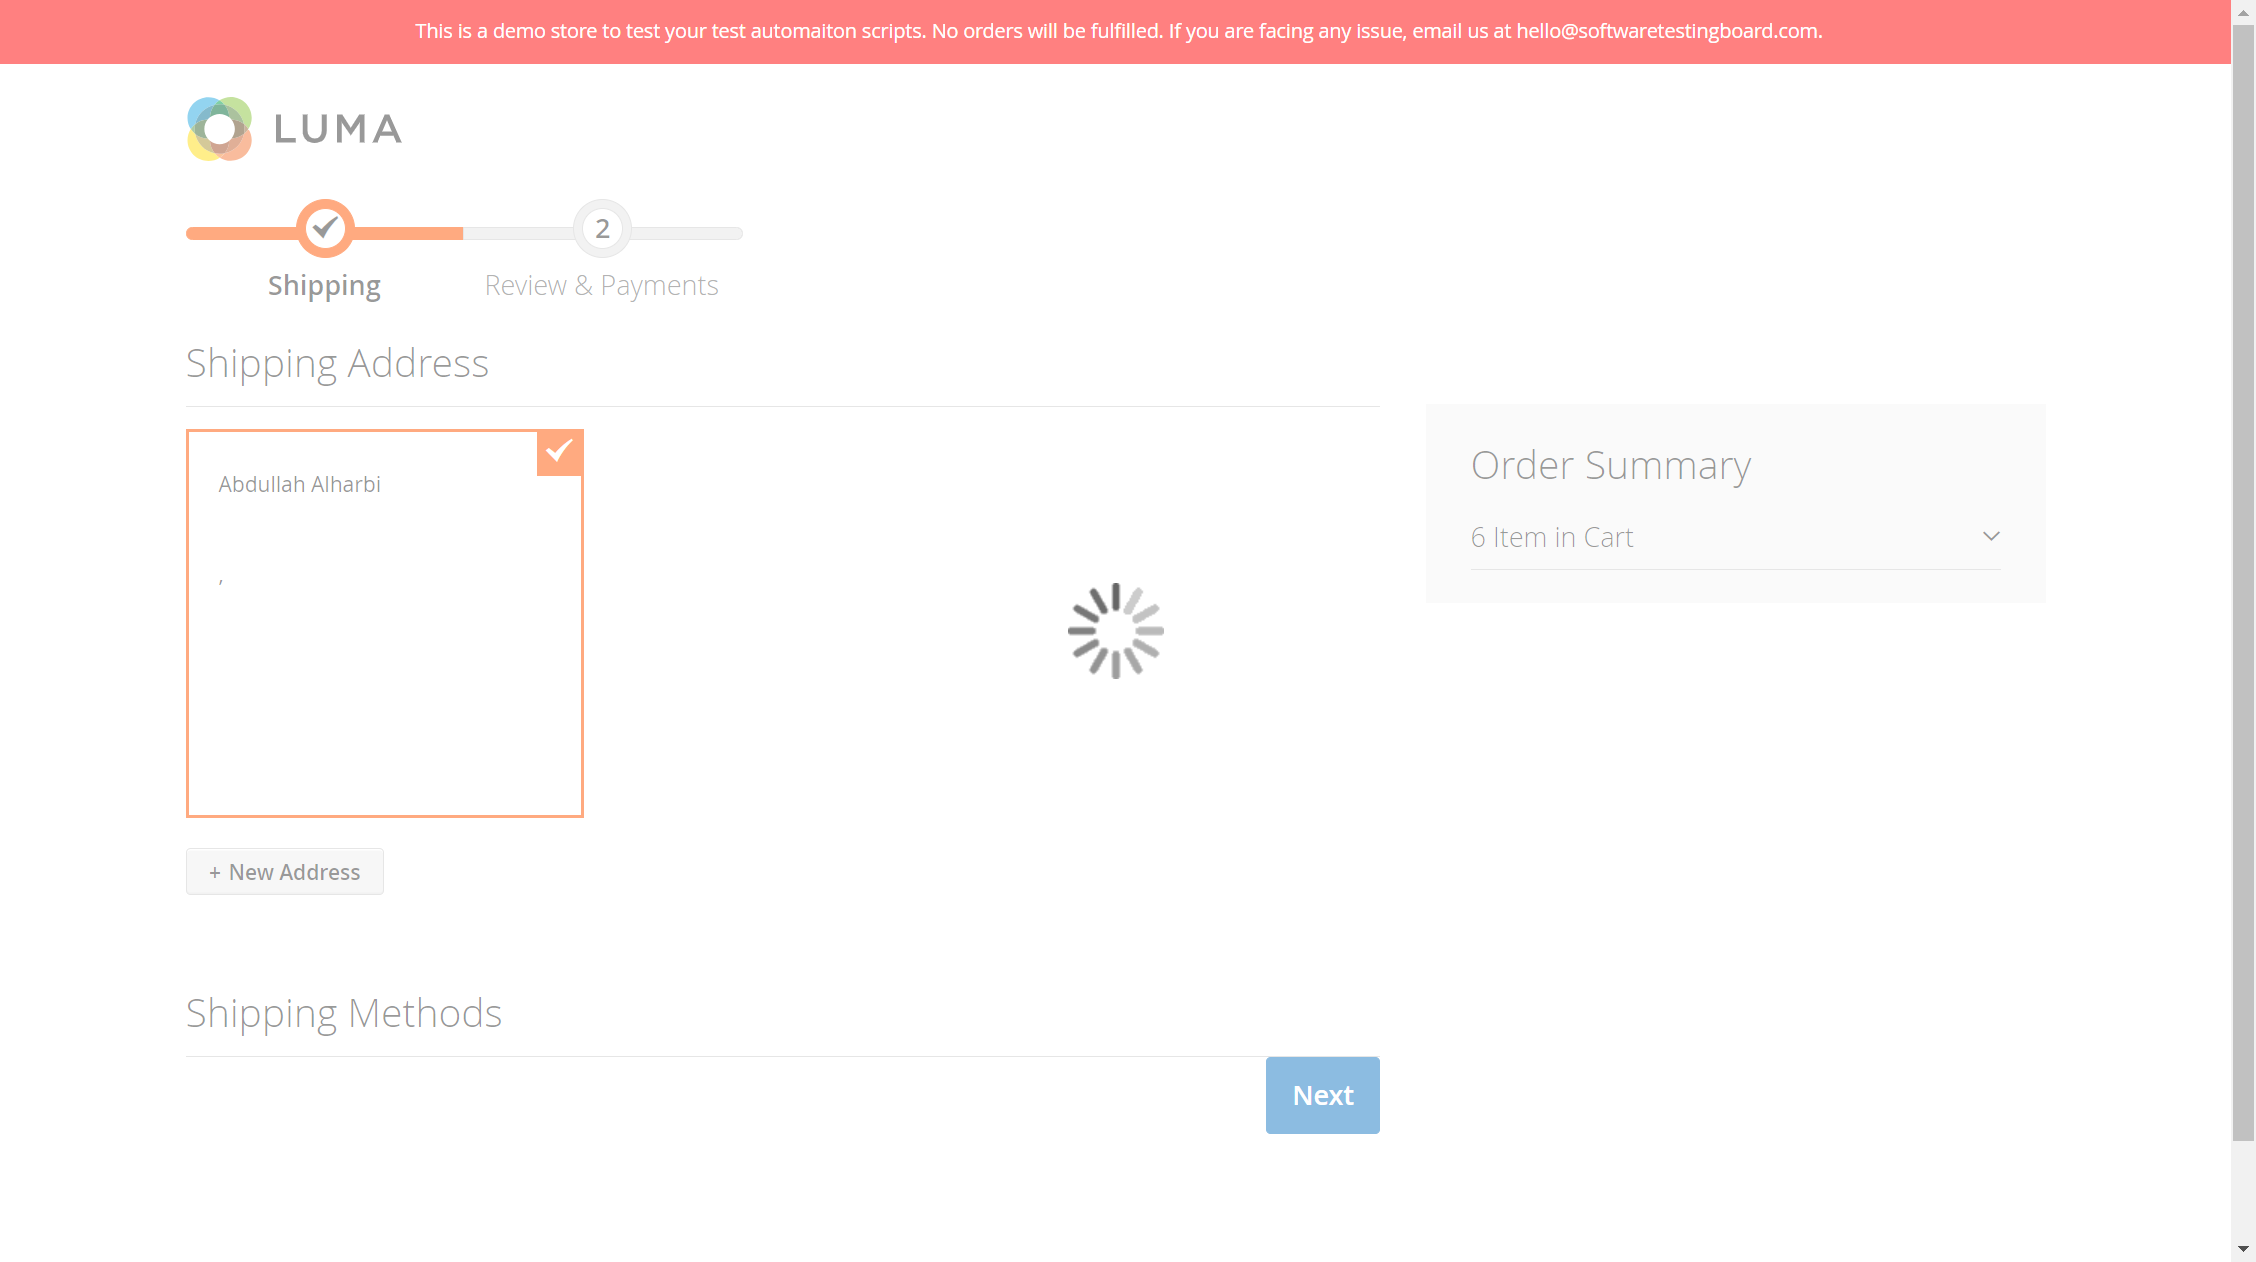 This is a demo store to test your test automaiton scripts. No orders will be fulfilled. If you are facing any issue, email us at hello@softwaretestingboard.com.
LUMA
2
Shipping
Review & Payments
Shipping Address
Abdullah Alharbi
,
Order Summary
6 Item in Cart
+ New Address
Shipping Methods
Next